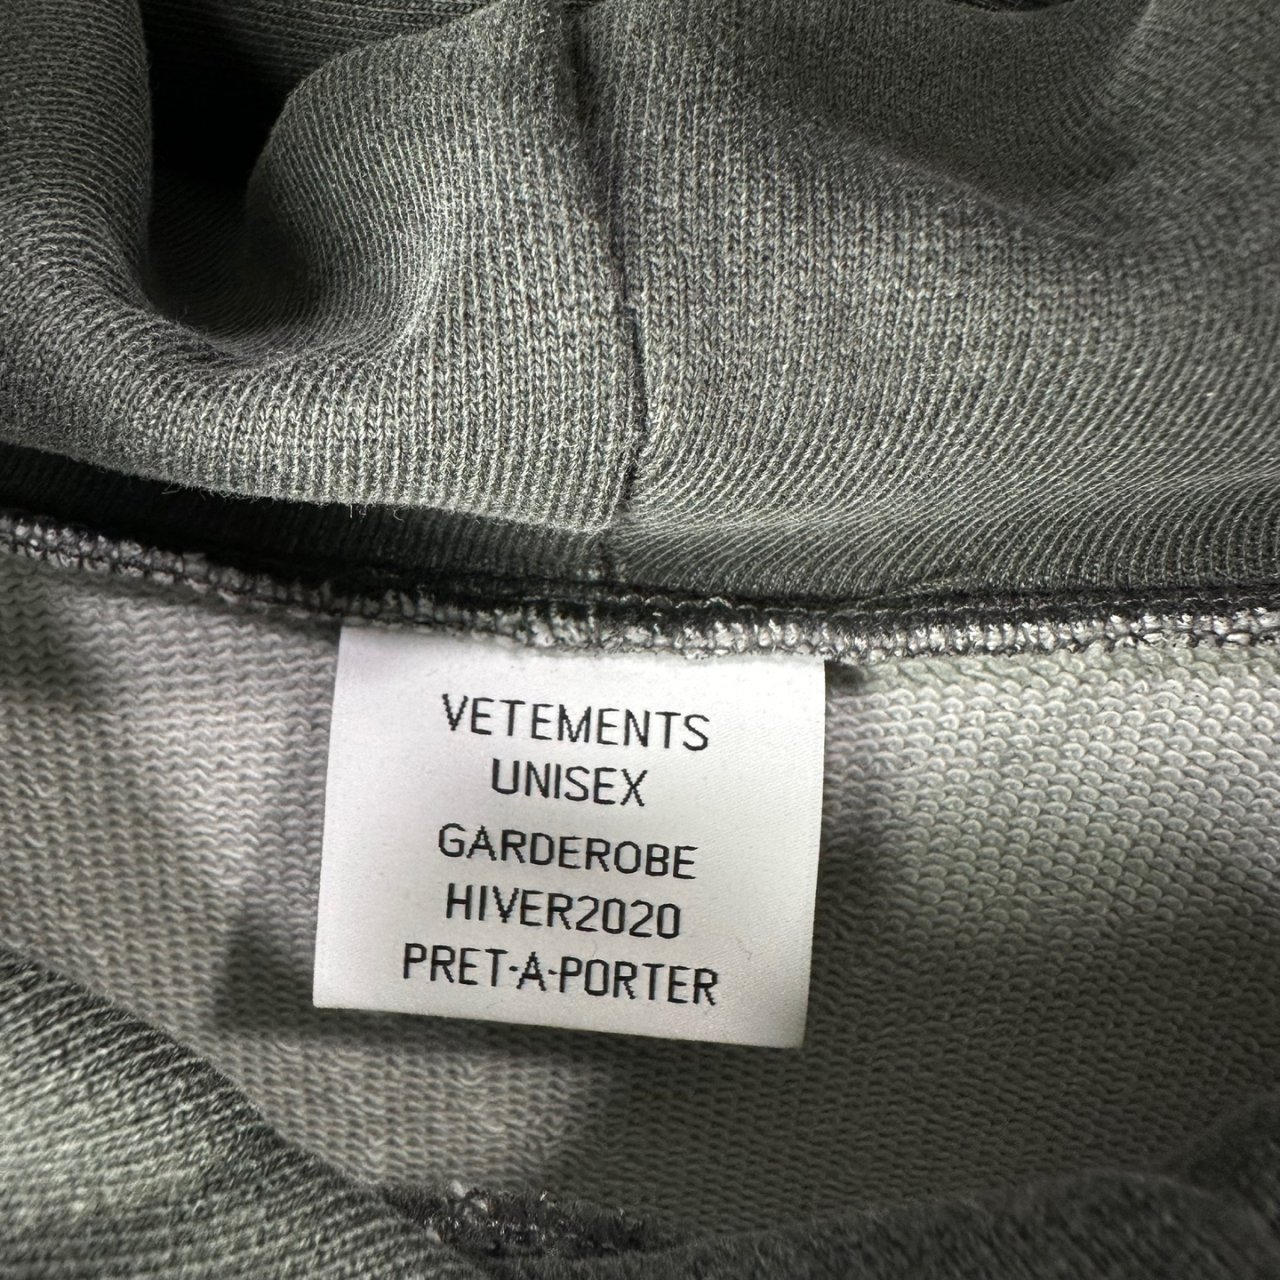 VETEMENTS
UNISEX
GARDEROBE
HIVER2020
PRET-A-PORTER